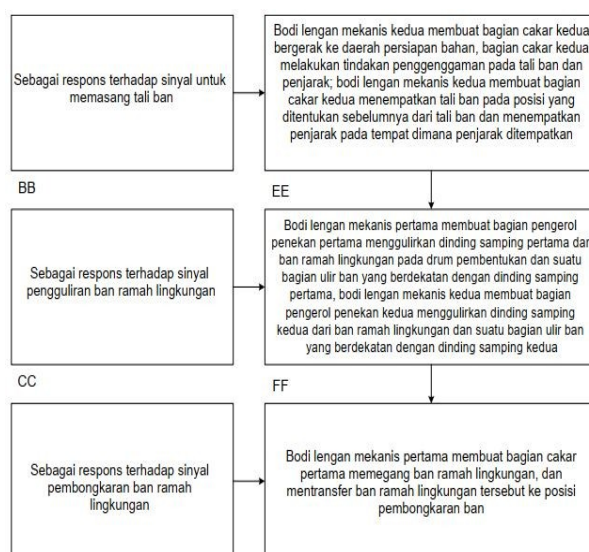 Sebagai respons terhadap sinyal untuk
memasang tali ban
Bodi lengan mekanis kedua membuat bagian cakar kedua
bergerak ke daerah persiapan bahan, bagian cakar kedua
melakukan tindakan penggenggaman pada tali ban dan
penjarak; bodi lengan mekanis kedua membuat bagian
cakar kedua menempatkan tali ban pada posisi yang
ditentukan sebelumnya dari tali ban dan menempatkan
penjarak pada tempat dimana penjarak ditempatkan
BB
EE
Sebagai respons terhadap sinyal
pengguliran ban ramah lingkungan
Bodi lengan mekanis pertama membuat bagian pengerol
penekan pertama menggulirkan dinding samping pertama dari
ban ramah lingkungan pada drum pembentukan dan suatu
bagian ulir ban yang berdekatan dengan dinding samping
pertama, bodi lengan mekanis kedua membuat bagian
pengerol penekan kedua menggulirkan dinding samping
kedua dari ban ramah lingkungan dan suatu bagian ulir ban
yang berdekatan dengan dinding samping kedua
CC
FF
Sebagai respons terhadap sinyal
pembongkaran ban ramah
lingkungan
Bodi lengan mekanis pertama membuat bagian cakar
pertama memegang ban ramah lingkungan, dan
mentransfer ban ramah lingkungan tersebut ke posisi
pembongkaran ban